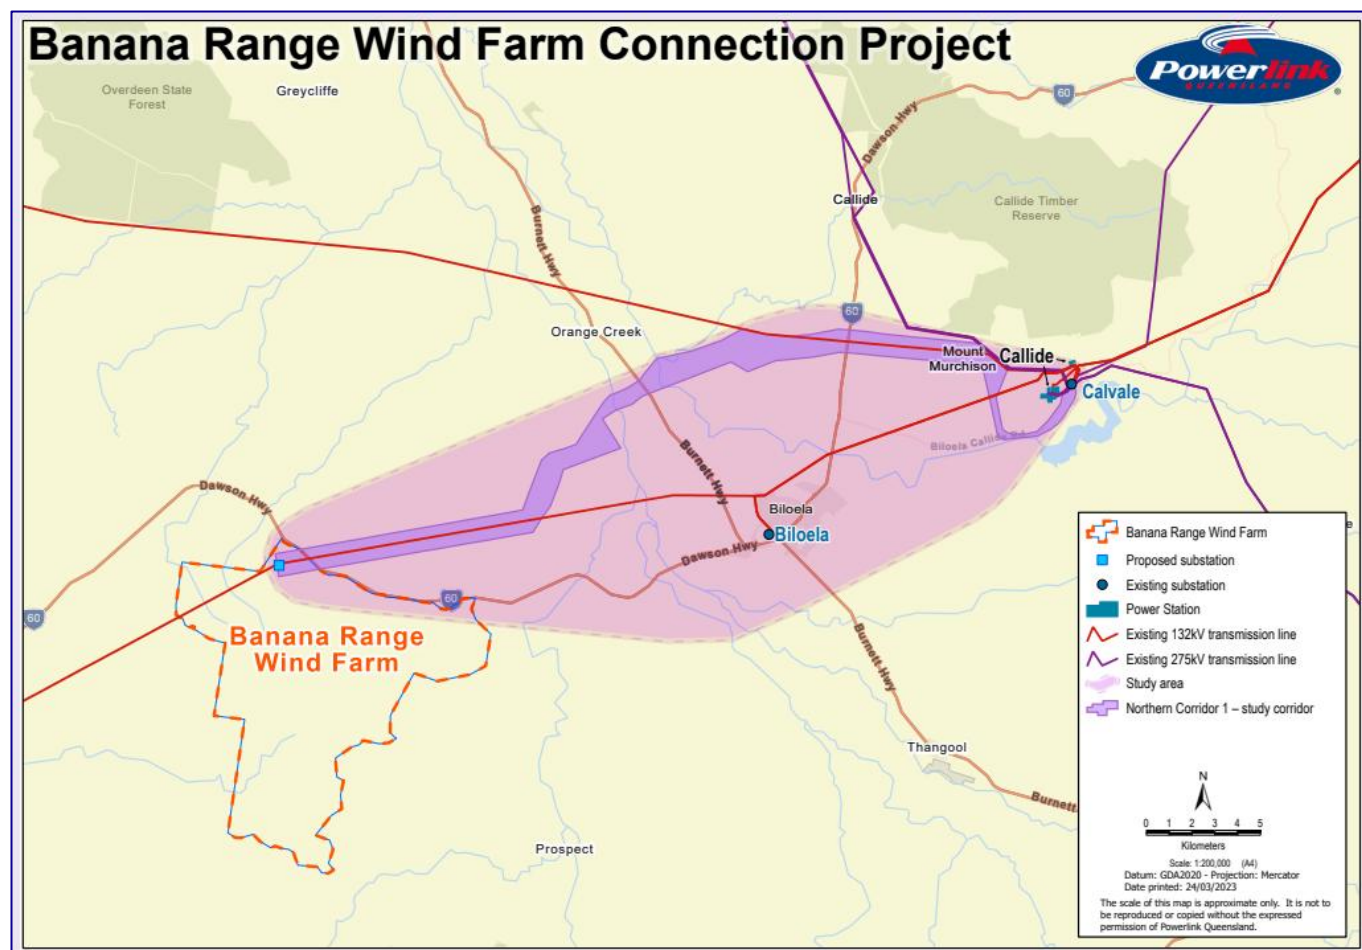 Banana Range Wind Farm Connection Project
Powerlink
QUEENSLAND
®
Overdeen State
Forest
Greycliffe
60
Dawson Hwy
Callide
Callide Timber
Reserve
Burnett Hwy
60
Orange Creek
Mount
Murchison
Callide
Calvale
Biloela Callide Rd
Burnett Hwy
Dawson Hwy
Biloela
Biloela
Dawson Hwy
60
60
Banana Range
Wind Farm
Burnett Hwy
Thangool
Burnett
Prospect
e
Banana Range Wind Farm
Proposed substation
Existing substation
Power Station
Existing 132kV transmission line
Existing 275kV transmission line
Study area
Northern Corridor 1 – study corridor
N
0 1 2 3 4 5
Kilometers
Scale: 1:200,000 (A4)
Datum: GDA2020 - Projection: Mercator
Date printed: 24/03/2023
The scale of this map is approximate only. It is not to
be reproduced or copied without the expressed
permission of Powerlink Queensland.